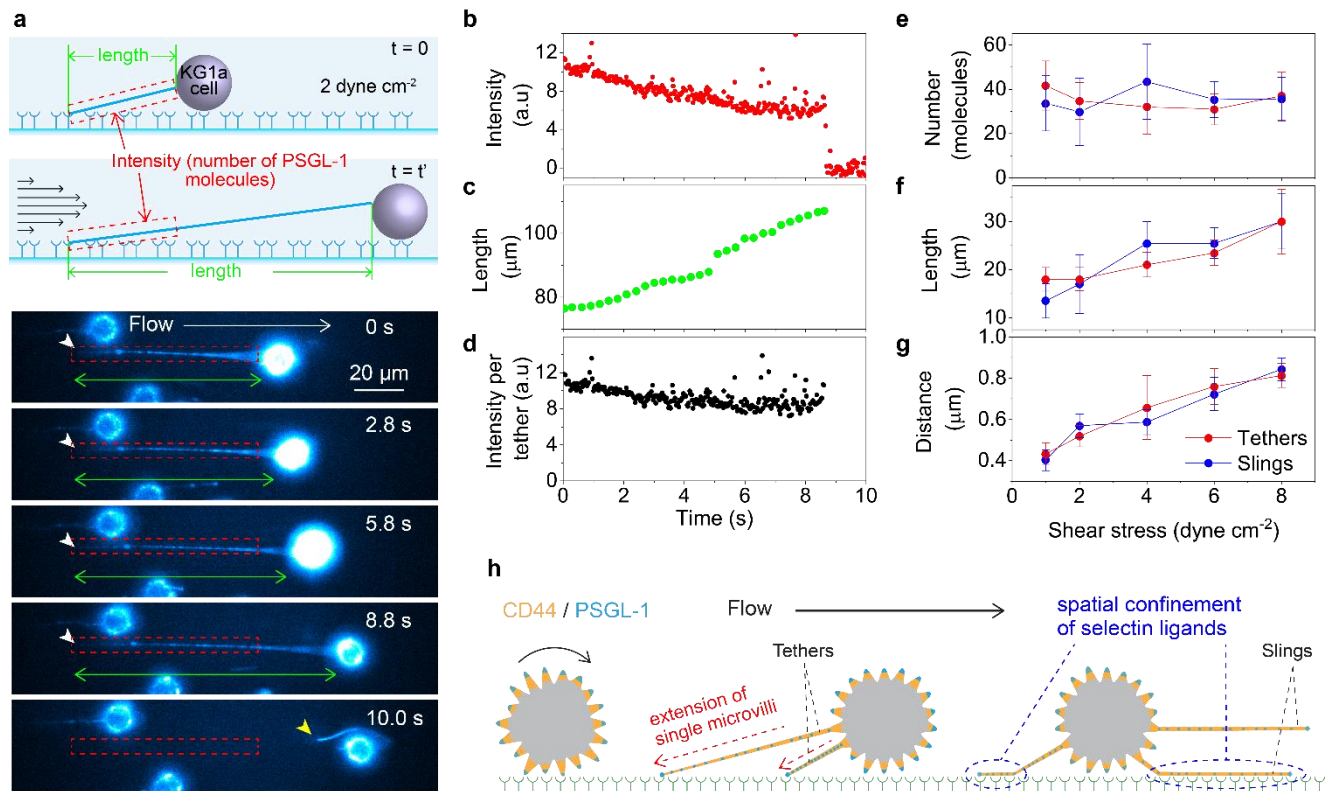 a
length
t = 0
KG1a
cell
2 dyne cm-2
Intensity (number of PSGL-1
molecules)
t = t'
length
Flow
0 s
20 µm
2.8 s
5.8 s
8.8 s
10.0 s
b
Intensity
(a.u)
12
8
4
0
c
Length
(µm)
100
80
d
Intensity per
tether (a.u)
12
8
4
0
0 2 4 6 8 10
Time (s)
e
Number
(molecules)
60
40
20
0
f
Length
(µm)
30
20
10
g
Distance
(µm)
1.0
0.8
0.6
0.4
Tethers
Slings
0 2 4 6 8
Shear stress (dyne cm-2)
h
CD44 / PSGL-1
Flow
spatial confinement
of selectin ligands
Tethers
Slings
extension of
single microvilli